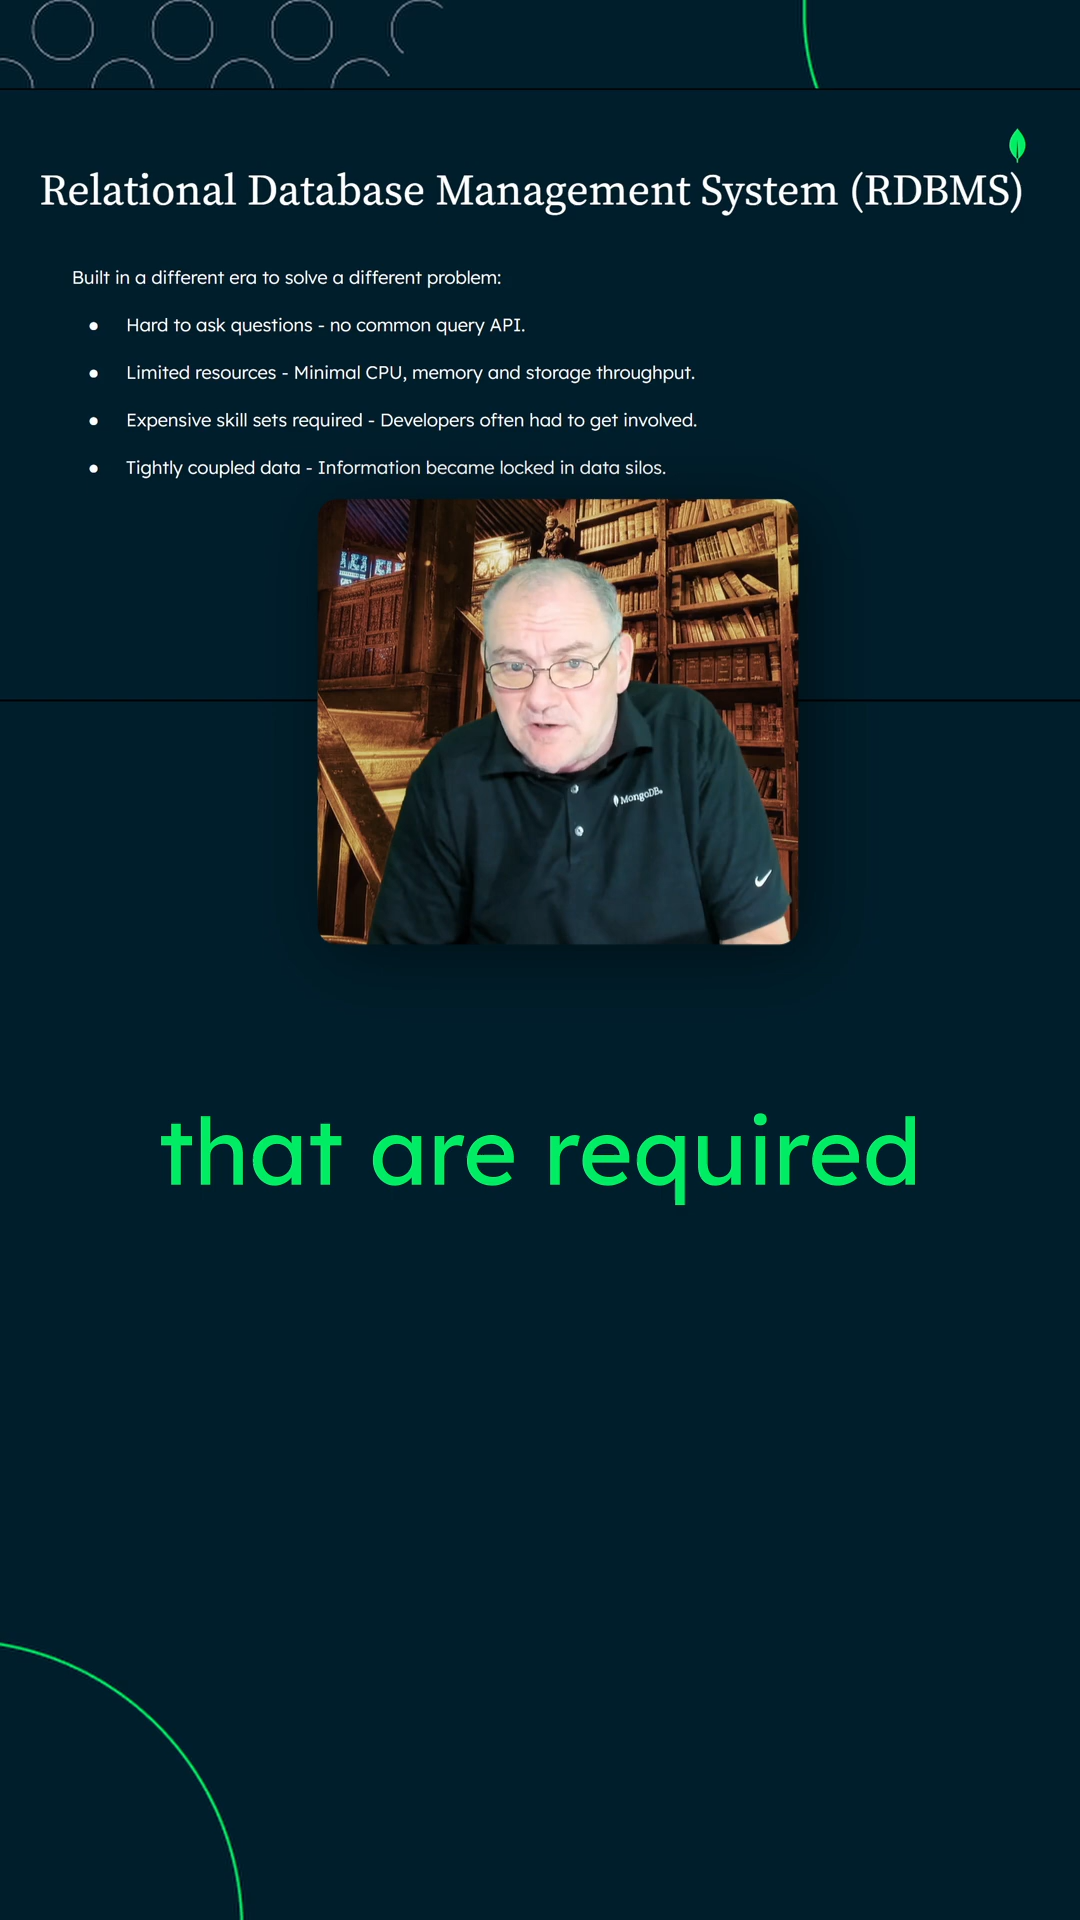 Relational Database Management System (RDBMS)
Built in a different era to solve a different problem:
● Hard to ask questions - no common query API.
● Limited resources - Minimal CPU, memory and storage throughput.
● Expensive skill sets required - Developers often had to get involved.
● Tightly coupled data - Information became locked in data silos.
MongoDB®
that are required